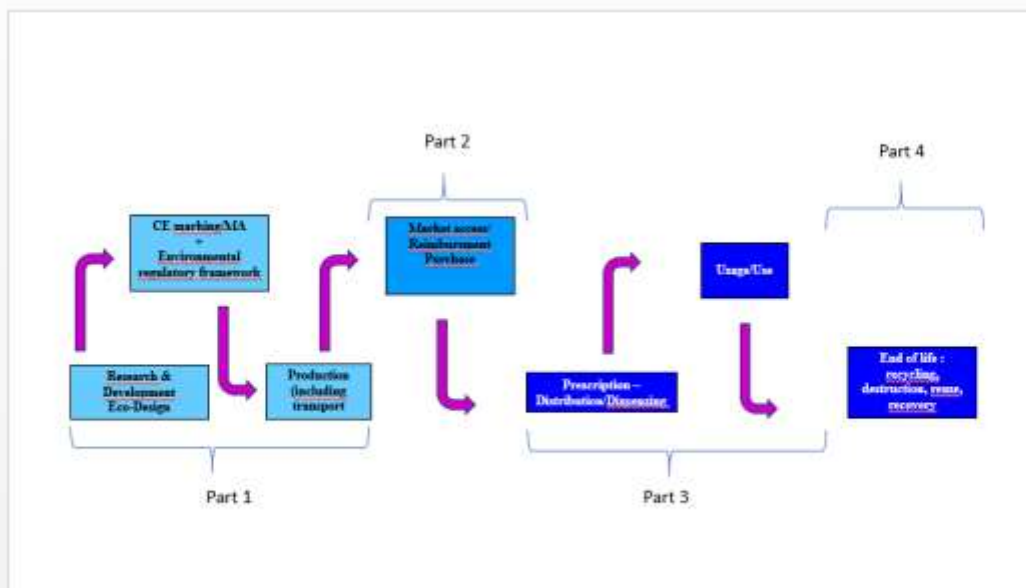 Part 2
Part 4
CE marking/MA
+
Environmental
regulatory framework
Market access/
Reimbursment
Purchase
Usage/Use
Research &
Development
Eco-Design
Production
(including
transport
Prescription –
Distribution/Dispensing
End of life :
recycling,
destruction, reuse,
recovery
Part 1
Part 3